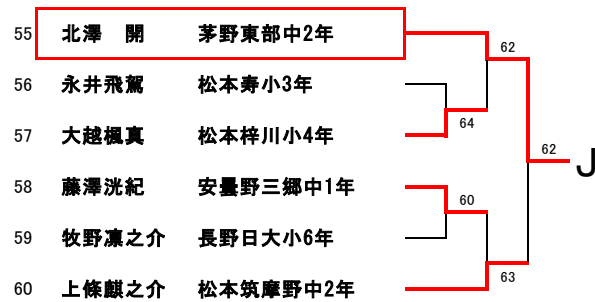 55 北澤　開 茅野東部中2年
62
56 永井飛駕 松本寿小3年
64
57 大越楓真 松本梓川小4年
62
J
58 藤澤洸紀 安曇野三郷中1年
60
59 牧野凛之介 長野日大小6年
63
60 上條麒之介 松本筑摩野中2年